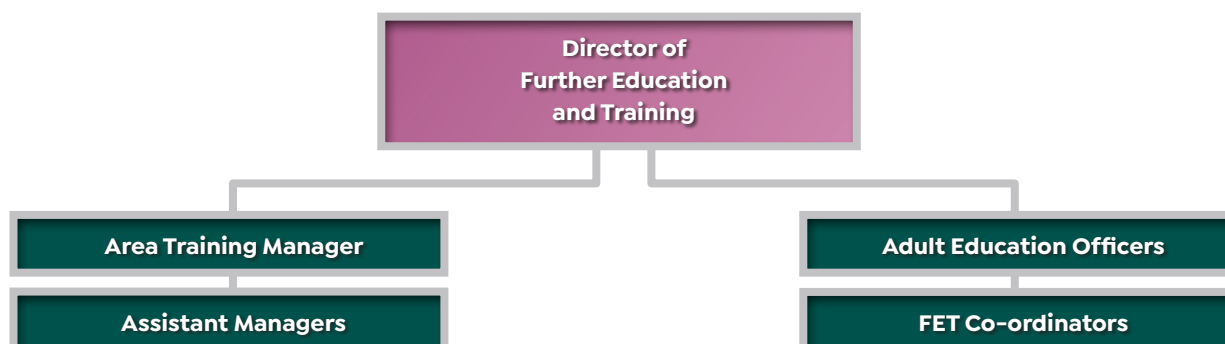 Director of
Further Education
and Training
Area Training Manager
Adult Education Officers
Assistant Managers
FET Co-ordinators